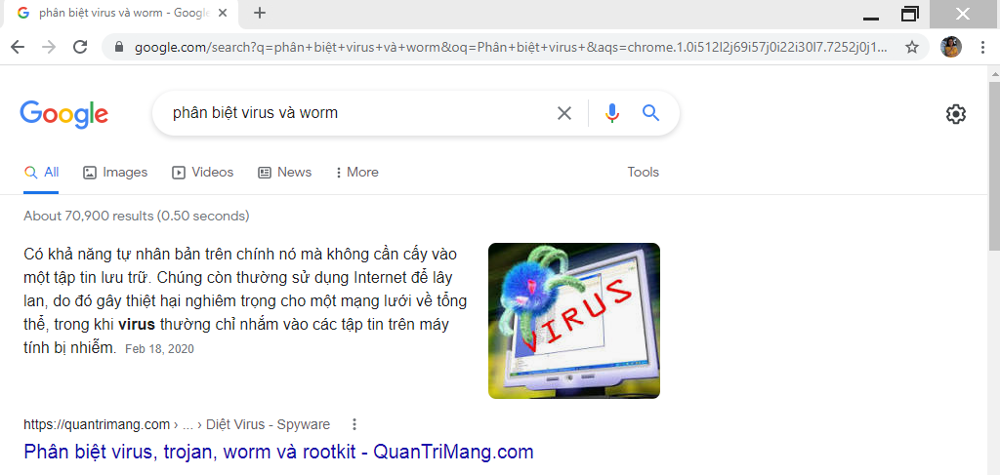 phân biệt virus và worm - Google
google.com/search?q=phân+biệt+virus+và+worm&oq=Phân+biệt+virus+&aqs=chrome.1.0i512l2j69i57j0i22i30l7.7252j0j1...
Google
phân biệt virus và worm
All Images Videos News More Tools
About 70,900 results (0.50 seconds)
Có khả năng tự nhân bản trên chính nó mà không cần cấy vào
một tập tin lưu trữ. Chúng còn thường sử dụng Internet để lây
lan, do đó gây thiệt hại nghiêm trọng cho một mạng lưới về tổng
thể, trong khi virus thường chỉ nhắm vào các tập tin trên máy
tính bị nhiễm. Feb 18, 2020
VIRUS
https://quantrimang.com › ... › Diệt Virus - Spyware
Phân biệt virus, trojan, worm và rootkit - QuanTriMang.com